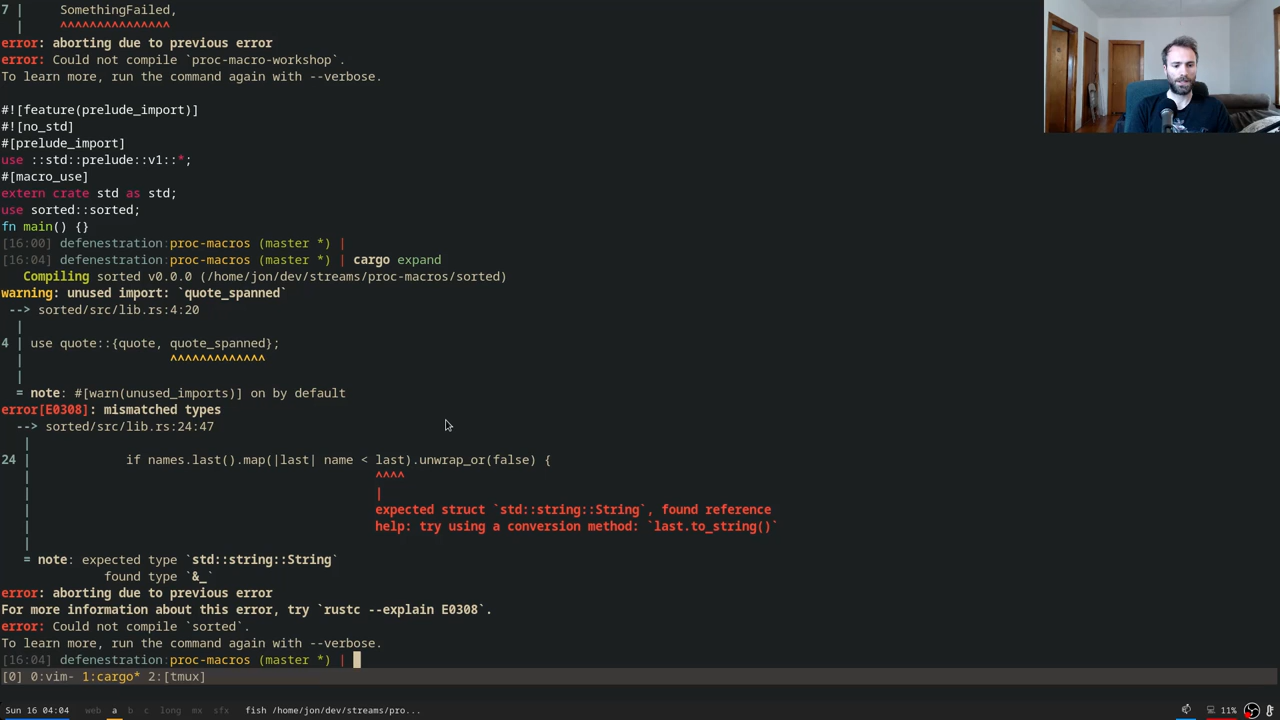 7 |     SomethingFailed,
  |     ^^^^^^^^^^^^^^^
error: aborting due to previous error
error: Could not compile `proc-macro-workshop`.
To learn more, run the command again with --verbose.
#![feature(prelude_import)]
#![no_std]
#[prelude_import]
use ::std::prelude::v1::*;
#[macro_use]
extern crate std as std;
use sorted::sorted;
fn main() {}
[16:00] defenestration:proc-macros (master *) |
[16:04] defenestration:proc-macros (master *) | cargo expand
   Compiling sorted v0.0.0 (/home/jon/dev/streams/proc-macros/sorted)
warning: unused import: `quote_spanned`
 --> sorted/src/lib.rs:4:20
  |
4 | use quote::{quote, quote_spanned};
  |                    ^^^^^^^^^^^^^
  |
  = note: #[warn(unused_imports)] on by default
error[E0308]: mismatched types
  --> sorted/src/lib.rs:24:47
   |
24 |             if names.last().map(|last| name < last).unwrap_or(false) {
   |                                               ^^^^
   |                                               |
   |                                               expected struct `std::string::String`, found reference
   |                                               help: try using a conversion method: `last.to_string()`
   |
   = note: expected type `std::string::String`
              found type `&_`
error: aborting due to previous error
For more information about this error, try `rustc --explain E0308`.
error: Could not compile `sorted`.
To learn more, run the command again with --verbose.
[16:04] defenestration:proc-macros (master *) |
[0] 0:vim- 1:cargo* 2:[tmux]
Sun 16 04:04 web a b c long mx sfx fish /home/jon/dev/streams/pro... 11%